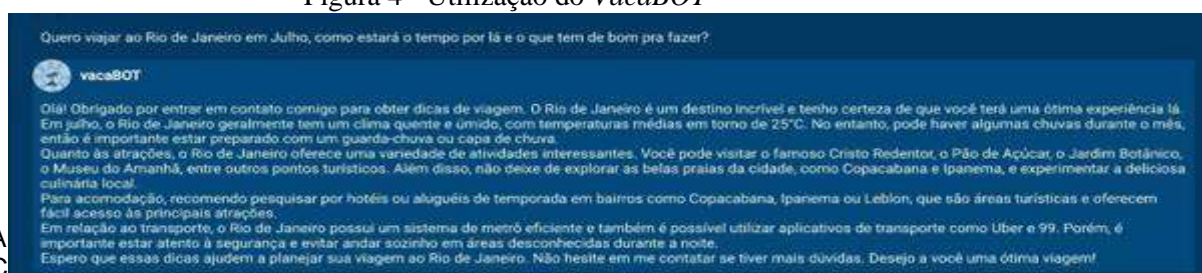 Figura 4 - Utilização do VacaBOT
Quero viajar ao Rio de Janeiro em Julho, como estará o tempo por lá e o que tem de bom pra fazer?
vacaBOT
Olá! Obrigado por entrar em contato comigo para obter dicas de viagem. O Rio de Janeiro é um destino incrível e tenho certeza de que você terá uma ótima experiência lá.
Em julho, o Rio de Janeiro geralmente tem um clima quente e úmido, com temperaturas médias em torno de 25°C. No entanto, pode haver algumas chuvas durante o mês,
então é importante estar preparado com um guarda-chuva ou capa de chuva.
Quanto às atrações, o Rio de Janeiro oferece uma variedade de atividades interessantes. Você pode visitar o famoso Cristo Redentor, o Pão de Açúcar, o Jardim Botânico,
o Museu do Amanhã, entre outros pontos turísticos. Além disso, não deixe de explorar as belas praias da cidade, como Copacabana e Ipanema, e experimentar a deliciosa
culinária local.
Para acomodação, recomendo pesquisar por hotéis ou aluguéis de temporada em bairros como Copacabana, Ipanema ou Leblon, que são áreas turísticas e oferecem
fácil acesso às principais atrações.
Em relação ao transporte, o Rio de Janeiro possui um sistema de metrô eficiente e também é possível utilizar aplicativos de transporte como Uber e 99. Porém, é
importante estar atento à segurança e evitar andar sozinho em áreas desconhecidas durante a noite.
Espero que essas dicas ajudem a planejar sua viagem ao Rio de Janeiro. Não hesite em me contatar se tiver mais dúvidas. Desejo a você uma ótima viagem!